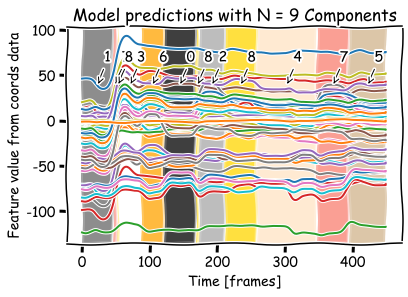 Model predictions with N = 9 Components
100
50
0
-50
-100
1 8 3 6 0 8 2 8 4 7 5
Feature value from coords data
0 100 200 300 400
Time [frames]